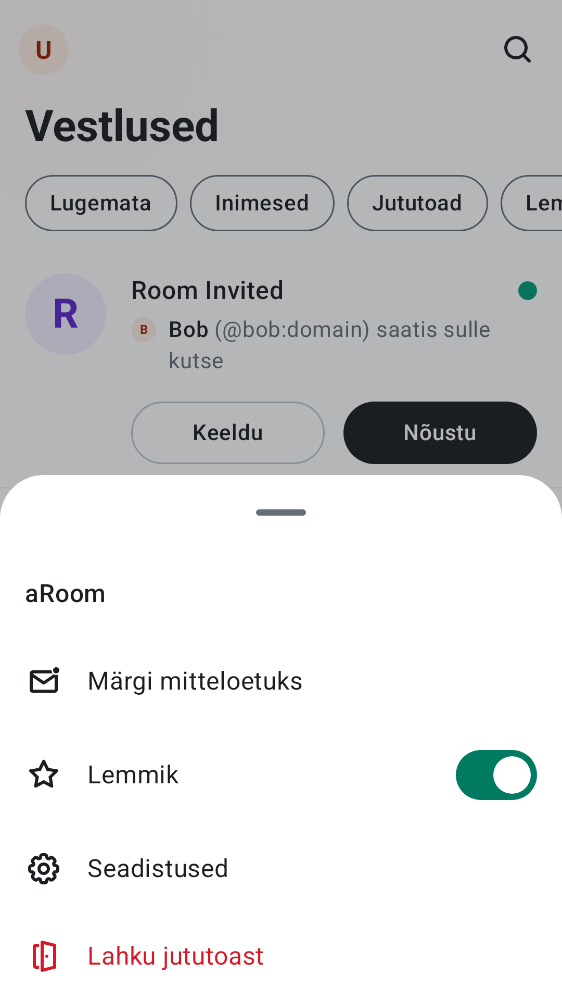 U
Vestlused
Lugemata Inimesed Jututoad Lem
R
Room Invited
B Bob (@bob:domain) saatis sulle
kutse
Keeldu Nõustu
aRoom
Märgi mitteloetuks
Lemmik
Seadistused
Lahku jututoast